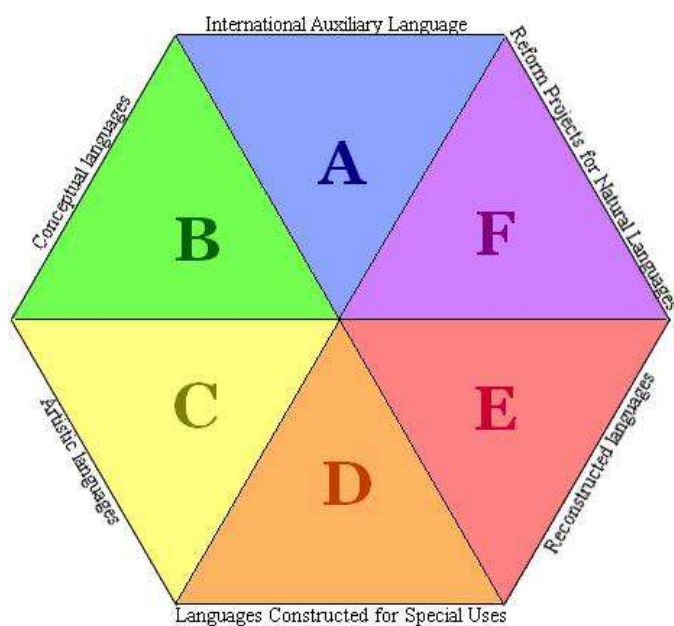 International Auxiliary Language
Reform Projects for Natural Languages
Conceptual languages
A
B
F
C
E
D
Artistic languages
Reconstructed languages
Languages Constructed for Special Uses